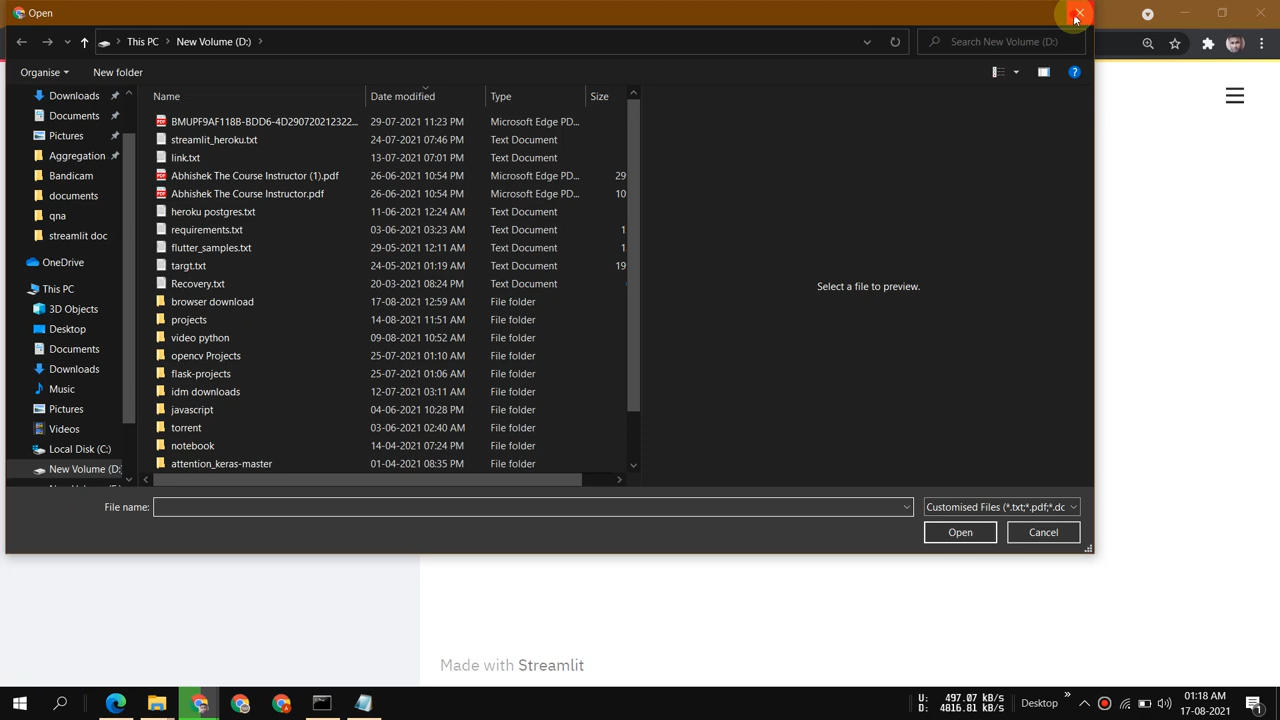 Open
This PC
New Volume (D:)
Search New Volume (D:)
Organise
New folder
Downloads
Documents
Pictures
Aggregation
Bandicam
documents
qna
streamlit doc
OneDrive
This PC
3D Objects
Desktop
Documents
Downloads
Music
Pictures
Videos
Local Disk (C:)
New Volume (D:
Name Date modified Type Size
BMUPF9AF118B-BDD6-4D290720212322... 29-07-2021 11:23 PM Microsoft Edge PD...
streamlit_heroku.txt 24-07-2021 07:46 PM Text Document
link.txt 13-07-2021 07:01 PM Text Document
Abhishek The Course Instructor (1).pdf 26-06-2021 10:54 PM Microsoft Edge PD... 29
Abhishek The Course Instructor.pdf 26-06-2021 10:54 PM Microsoft Edge PD... 10
heroku postgres.txt 11-06-2021 12:24 AM Text Document
requirements.txt 03-06-2021 03:23 AM Text Document 1
flutter_samples.txt 29-05-2021 12:11 AM Text Document 1
targt.txt 24-05-2021 01:19 AM Text Document 19
Recovery.txt 20-03-2021 08:24 PM Text Document
browser download 17-08-2021 12:59 AM File folder
projects 14-08-2021 11:51 AM File folder
video python 09-08-2021 10:52 AM File folder
opencv Projects 25-07-2021 01:10 AM File folder
flask-projects 25-07-2021 01:06 AM File folder
idm downloads 12-07-2021 03:11 AM File folder
javascript 04-06-2021 10:28 PM File folder
torrent 03-06-2021 02:40 AM File folder
notebook 14-04-2021 07:24 PM File folder
attention_keras-master 01-04-2021 08:35 PM File folder
Select a file to preview.
File name:
Customised Files (*.txt;*.pdf;*.dc
Open
Cancel
Made with Streamlit
U: 497.07 kB/s
D: 4816.81 kB/s
Desktop
01:18 AM
17-08-2021
1